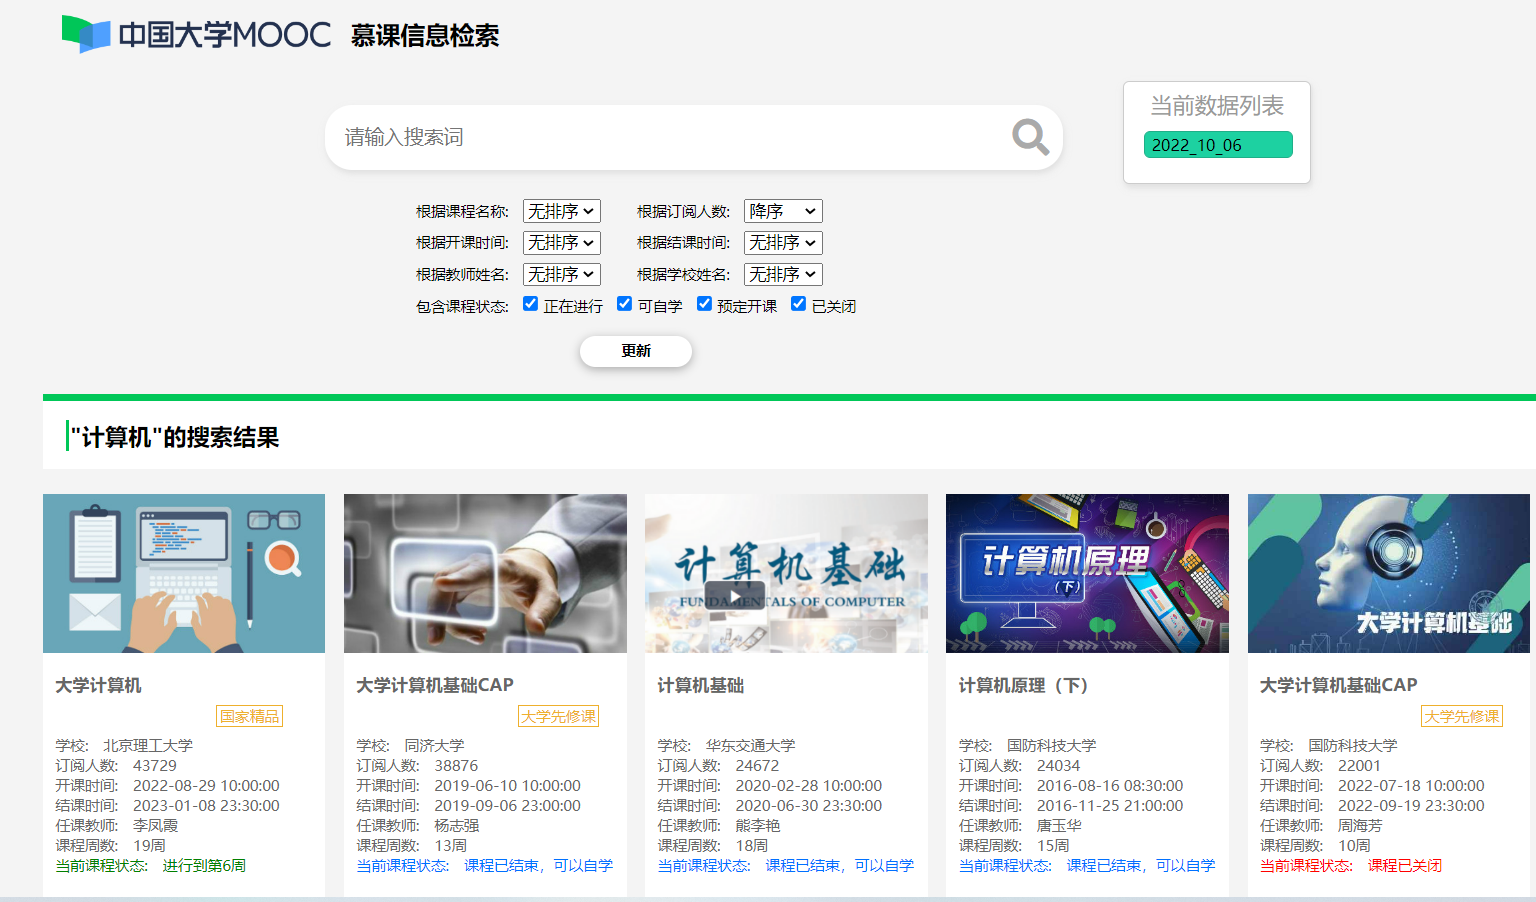 中国大学MOOC 慕课信息检索
当前数据列表
2022_10_06
请输入搜索词
根据课程名称: 无排序 根据订阅人数: 降序
根据开课时间: 无排序 根据结课时间: 无排序
根据教师姓名: 无排序 根据学校姓名: 无排序
包含课程状态: 正在进行 可自学 预定开课 已关闭
更新
"计算机"的搜索结果
大学计算机
国家精品
学校: 北京理工大学
订阅人数: 43729
开课时间: 2022-08-29 10:00:00
结课时间: 2023-01-08 23:30:00
任课教师: 李凤霞
课程周数: 19周
当前课程状态: 进行到第6周
大学计算机基础CAP
大学先修课
学校: 同济大学
订阅人数: 38876
开课时间: 2019-06-10 10:00:00
结课时间: 2019-09-06 23:00:00
任课教师: 杨志强
课程周数: 13周
当前课程状态: 课程已结束，可以自学
计算机基础
FUNDAMENTALS OF COMPUTER
计算机基础
学校: 华东交通大学
订阅人数: 24672
开课时间: 2020-02-28 10:00:00
结课时间: 2020-06-30 23:30:00
任课教师: 熊李艳
课程周数: 18周
当前课程状态: 课程已结束，可以自学
计算机原理
（下）
计算机原理（下）
学校: 国防科技大学
订阅人数: 24034
开课时间: 2016-08-16 08:30:00
结课时间: 2016-11-25 21:00:00
任课教师: 唐玉华
课程周数: 15周
当前课程状态: 课程已结束，可以自学
大学计算机基础
大学计算机基础CAP
大学先修课
学校: 国防科技大学
订阅人数: 22001
开课时间: 2022-07-18 10:00:00
结课时间: 2022-09-19 23:30:00
任课教师: 周海芳
课程周数: 10周
当前课程状态: 课程已关闭